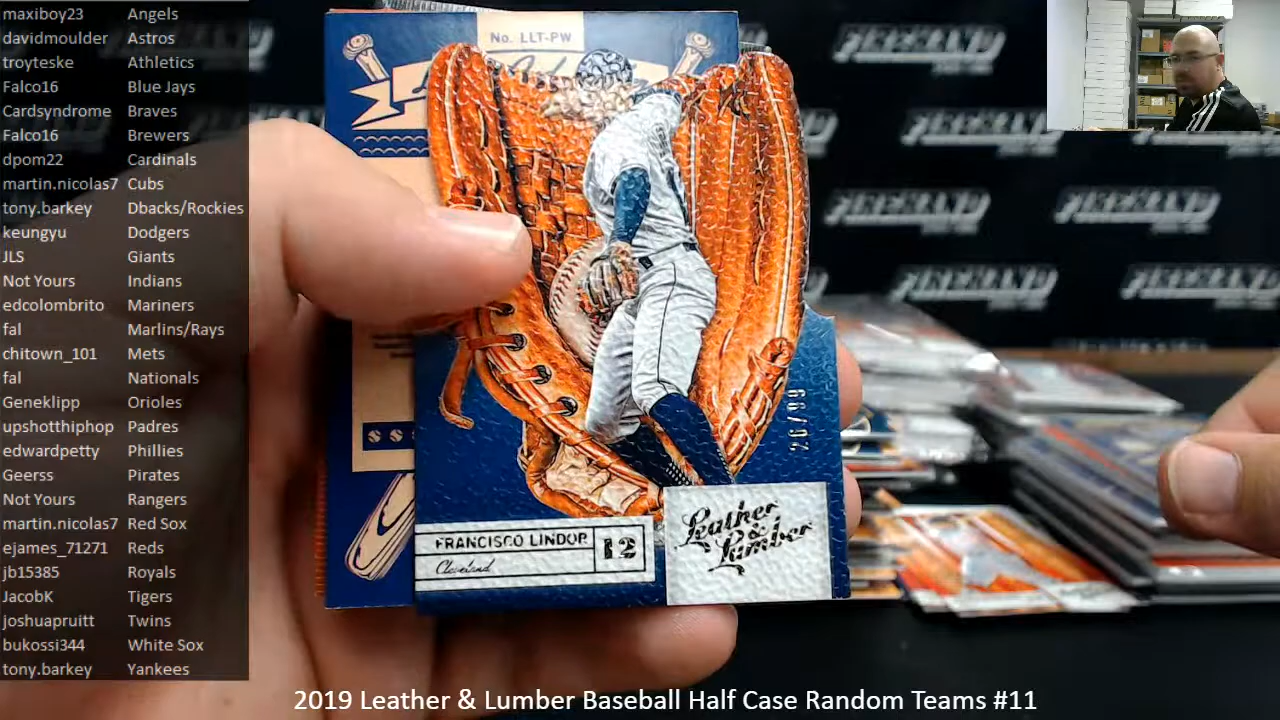 maxiboy23 Angels
davidmoulder Astros
troyteske Athletics
Falco16 Blue Jays
Cardsyndrome Braves
Falco16 Brewers
dpom22 Cardinals
martin.nicolas7 Cubs
tony.barkey Dbacks/Rockies
keungyu Dodgers
JLS Giants
Not Yours Indians
edcolombrito Mariners
fal Marlins/Rays
chitown_101 Mets
fal Nationals
Geneklipp Orioles
upshotthiphop Padres
edwardpetty Phillies
Geerss Pirates
Not Yours Rangers
martin.nicolas7 Red Sox
ejames_71271 Reds
jb15385 Royals
JacobK Tigers
joshuapruitt Twins
bukossi344 White Sox
tony.barkey Yankees
No. LLT-PW
26/99
FRANCISCO LINDOR 12
Cleveland
Leather
&
Lumber
2019 Leather & Lumber Baseball Half Case Random Teams #11